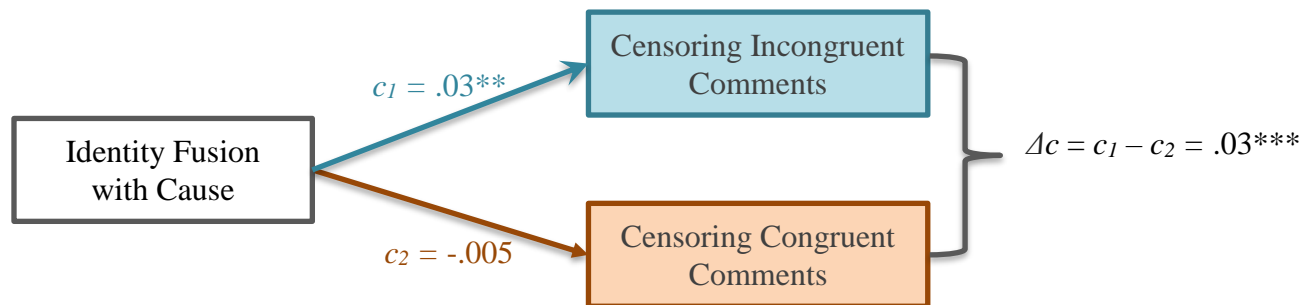 Identity Fusion
with Cause
c1 = .03**
c2 = -.005
Censoring Incongruent
Comments
Censoring Congruent
Comments
Δc = c1 – c2 = .03***